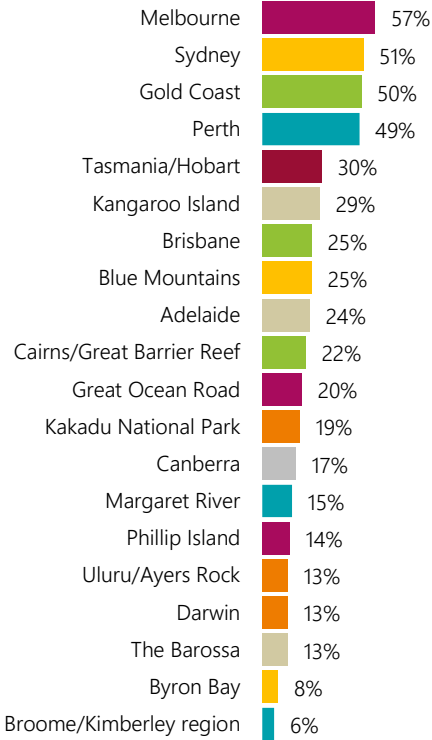 Melbourne 57%
Sydney 51%
Gold Coast 50%
Perth 49%
Tasmania/Hobart 30%
Kangaroo Island 29%
Brisbane 25%
Blue Mountains 25%
Adelaide 24%
Cairns/Great Barrier Reef 22%
Great Ocean Road 20%
Kakadu National Park 19%
Canberra 17%
Margaret River 15%
Phillip Island 14%
Uluru/Ayers Rock 13%
Darwin 13%
The Barossa 13%
Byron Bay 8%
Broome/Kimberley region 6%